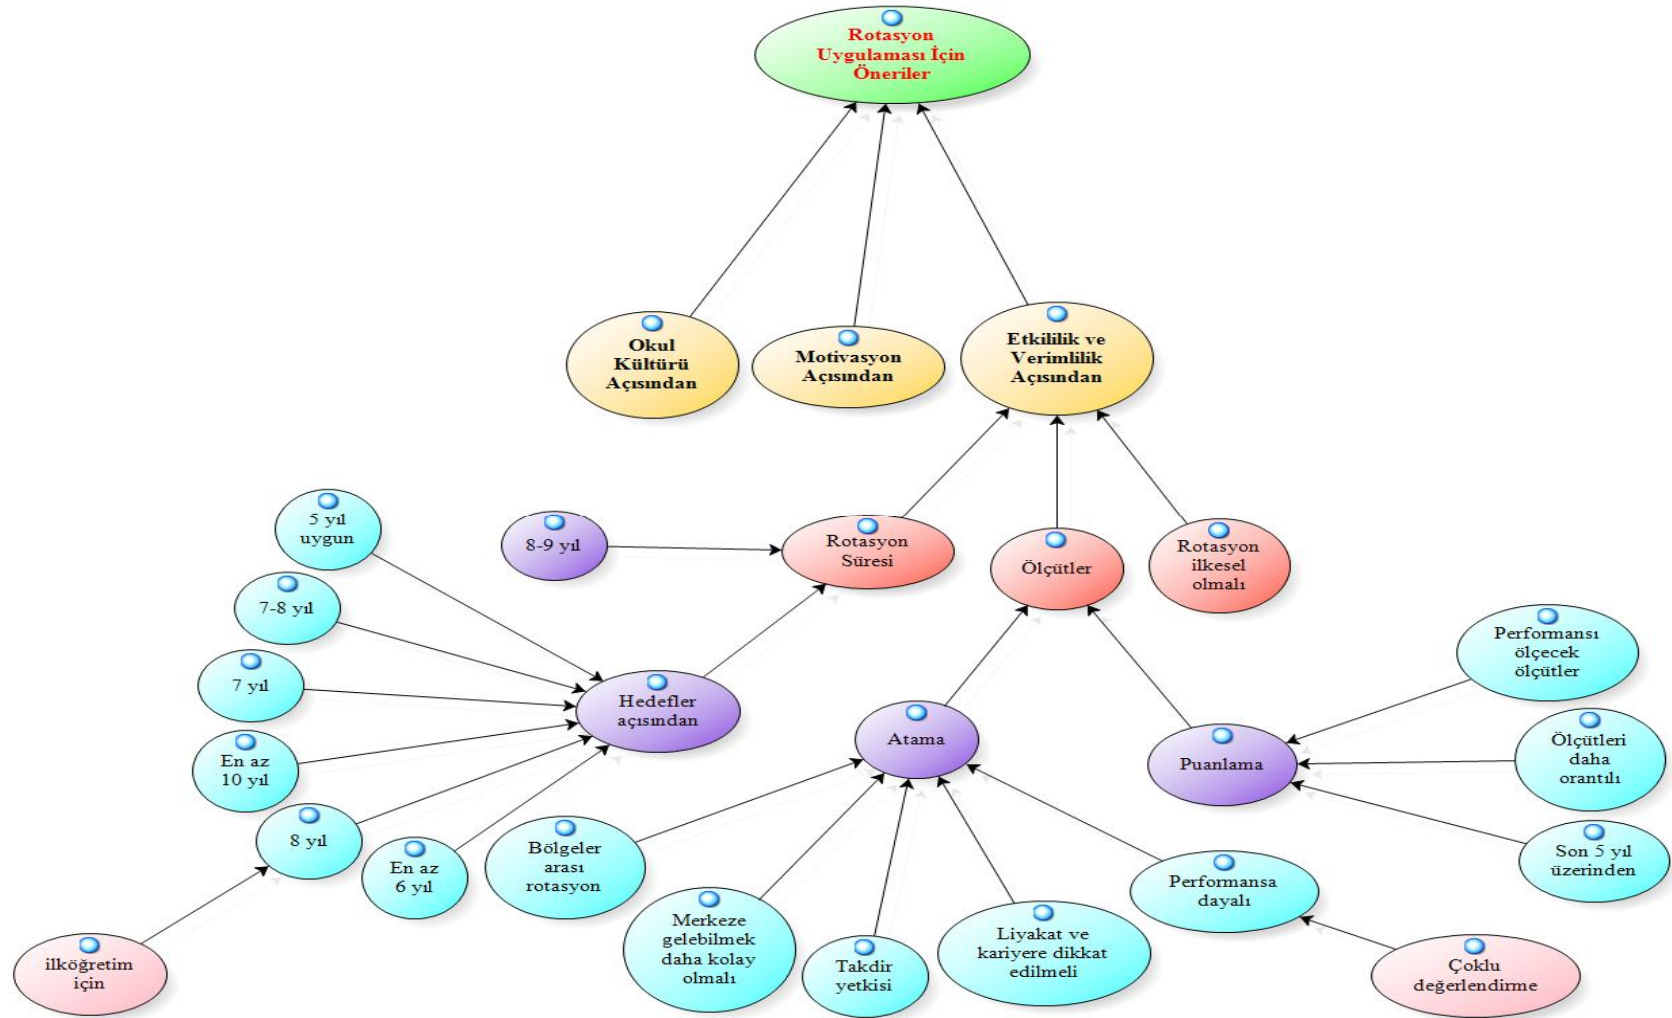 Rotasyon
Uygulaması İçin
Öneriler
Okul
Kültürü
Açısından
Motivasyon
Açısından
Etkililik ve
Verimlilik
Açısından
5 yıl
uygun
8-9 yıl
Rotasyon
Süresi
Ölçütler
Rotasyon
ilkesel
olmalı
7-8 yıl
7 yıl
Hedefler
açısından
Performansı
ölçecek
ölçütler
En az
10 yıl
Atama
Puanlama
Ölçütleri
daha
orantılı
8 yıl
En az
6 yıl
Bölgeler
arası
rotasyon
Son 5 yıl
üzerinden
Merkeze
gelebilmek
daha kolay
olmalı
Takdir
yetkisi
Liyakat ve
kariyere dikkat
edilmeli
Performansa
dayalı
ilköğretim
için
Çoklu
değerlendirme